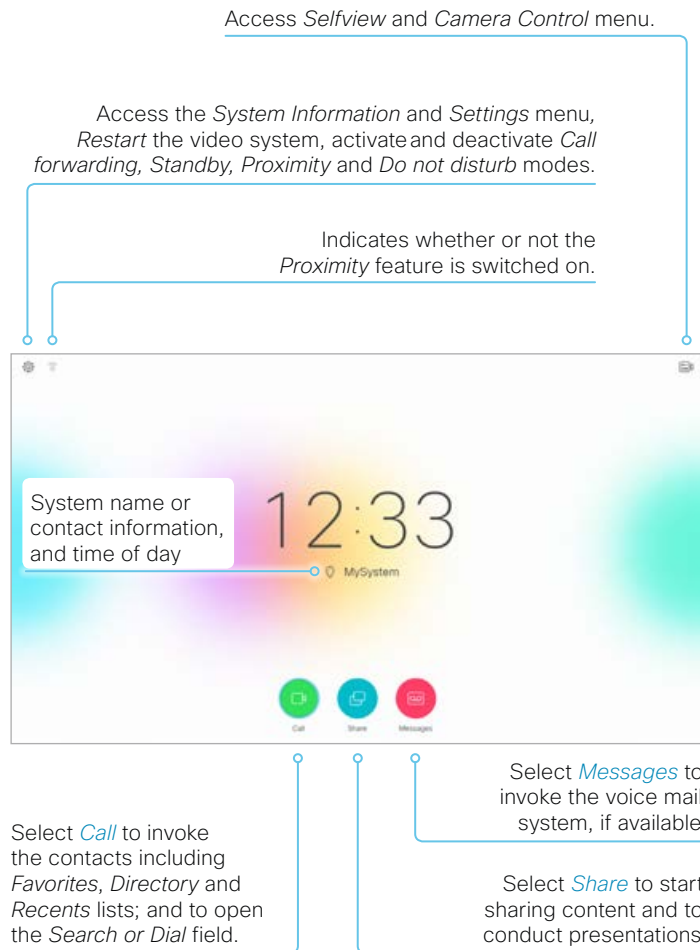 Access Selfview and Camera Control menu.
Access the System Information and Settings menu,
Restart the video system, activate and deactivate Call
forwarding, Standby, Proximity and Do not disturb modes.
Indicates whether or not the
Proximity feature is switched on.
System name or
contact information,
and time of day
12:33
MySystem
Call
Share
Messages
Select Messages to
invoke the voice mail
system, if available
Select Call to invoke
the contacts including
Favorites, Directory and
Recents lists; and to open
the Search or Dial field.
Select Share to start
sharing content and to
conduct presentations